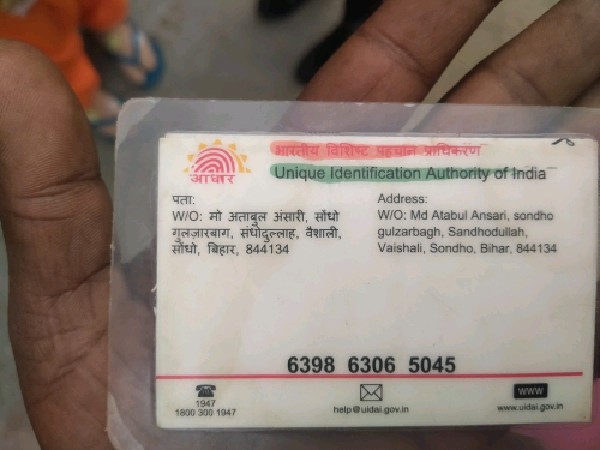 भारतीय विशिष्ट पहचान प्राधिकरण
Unique Identification Authority of India
आधार
पता:
W/O: मो अताबुल अंसारी, सोंधो
गुलज़ारबाग, संधोदुल्लाह, वैशाली,
सोंधो, बिहार, 844134
Address:
W/O: Md Atabul Ansari, sondho
gulzarbagh, Sandhodullah,
Vaishali, Sondho, Bihar, 844134
6398 6306 5045
1947
1800 300 1947
help@uidai.gov.in
www
www.uidai.gov.in